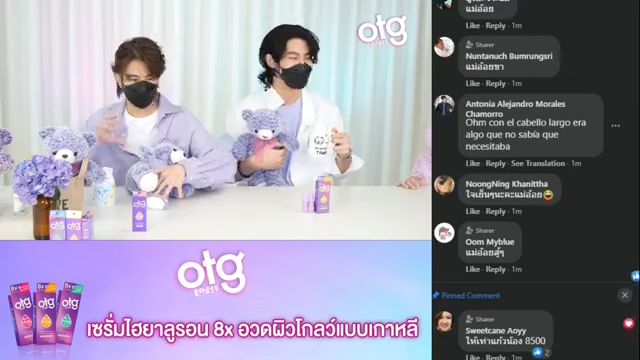 otg
otg
เซรั่มไฮยาลูรอน 8x อวดผิวโกลว์แบบเกาหลี
แม่อ้อย
Like · Reply · 1m
Sharer
Nuntanuch Bumrungsri
แม่อ้อยขา
Like · Reply · 1m
Antonia Alejandro Morales
Chamorro
Ohm con el cabello largo era
algo que no sabía que
necesitaba
Like · Reply · See Translation · 1m
NoongNing Khanittha
ใจเย็นๆนะคะแม่อ้อย😂
Like · Reply · 1m
Sharer
Oom Myblue
แม่อ้อยสู้ๆ
Like · Reply · 1m
Pinned Comment
Sharer
Sweetcane Aoyy
ให้เท่าแก้วน้อง 8500
Like · Reply · 1m
2